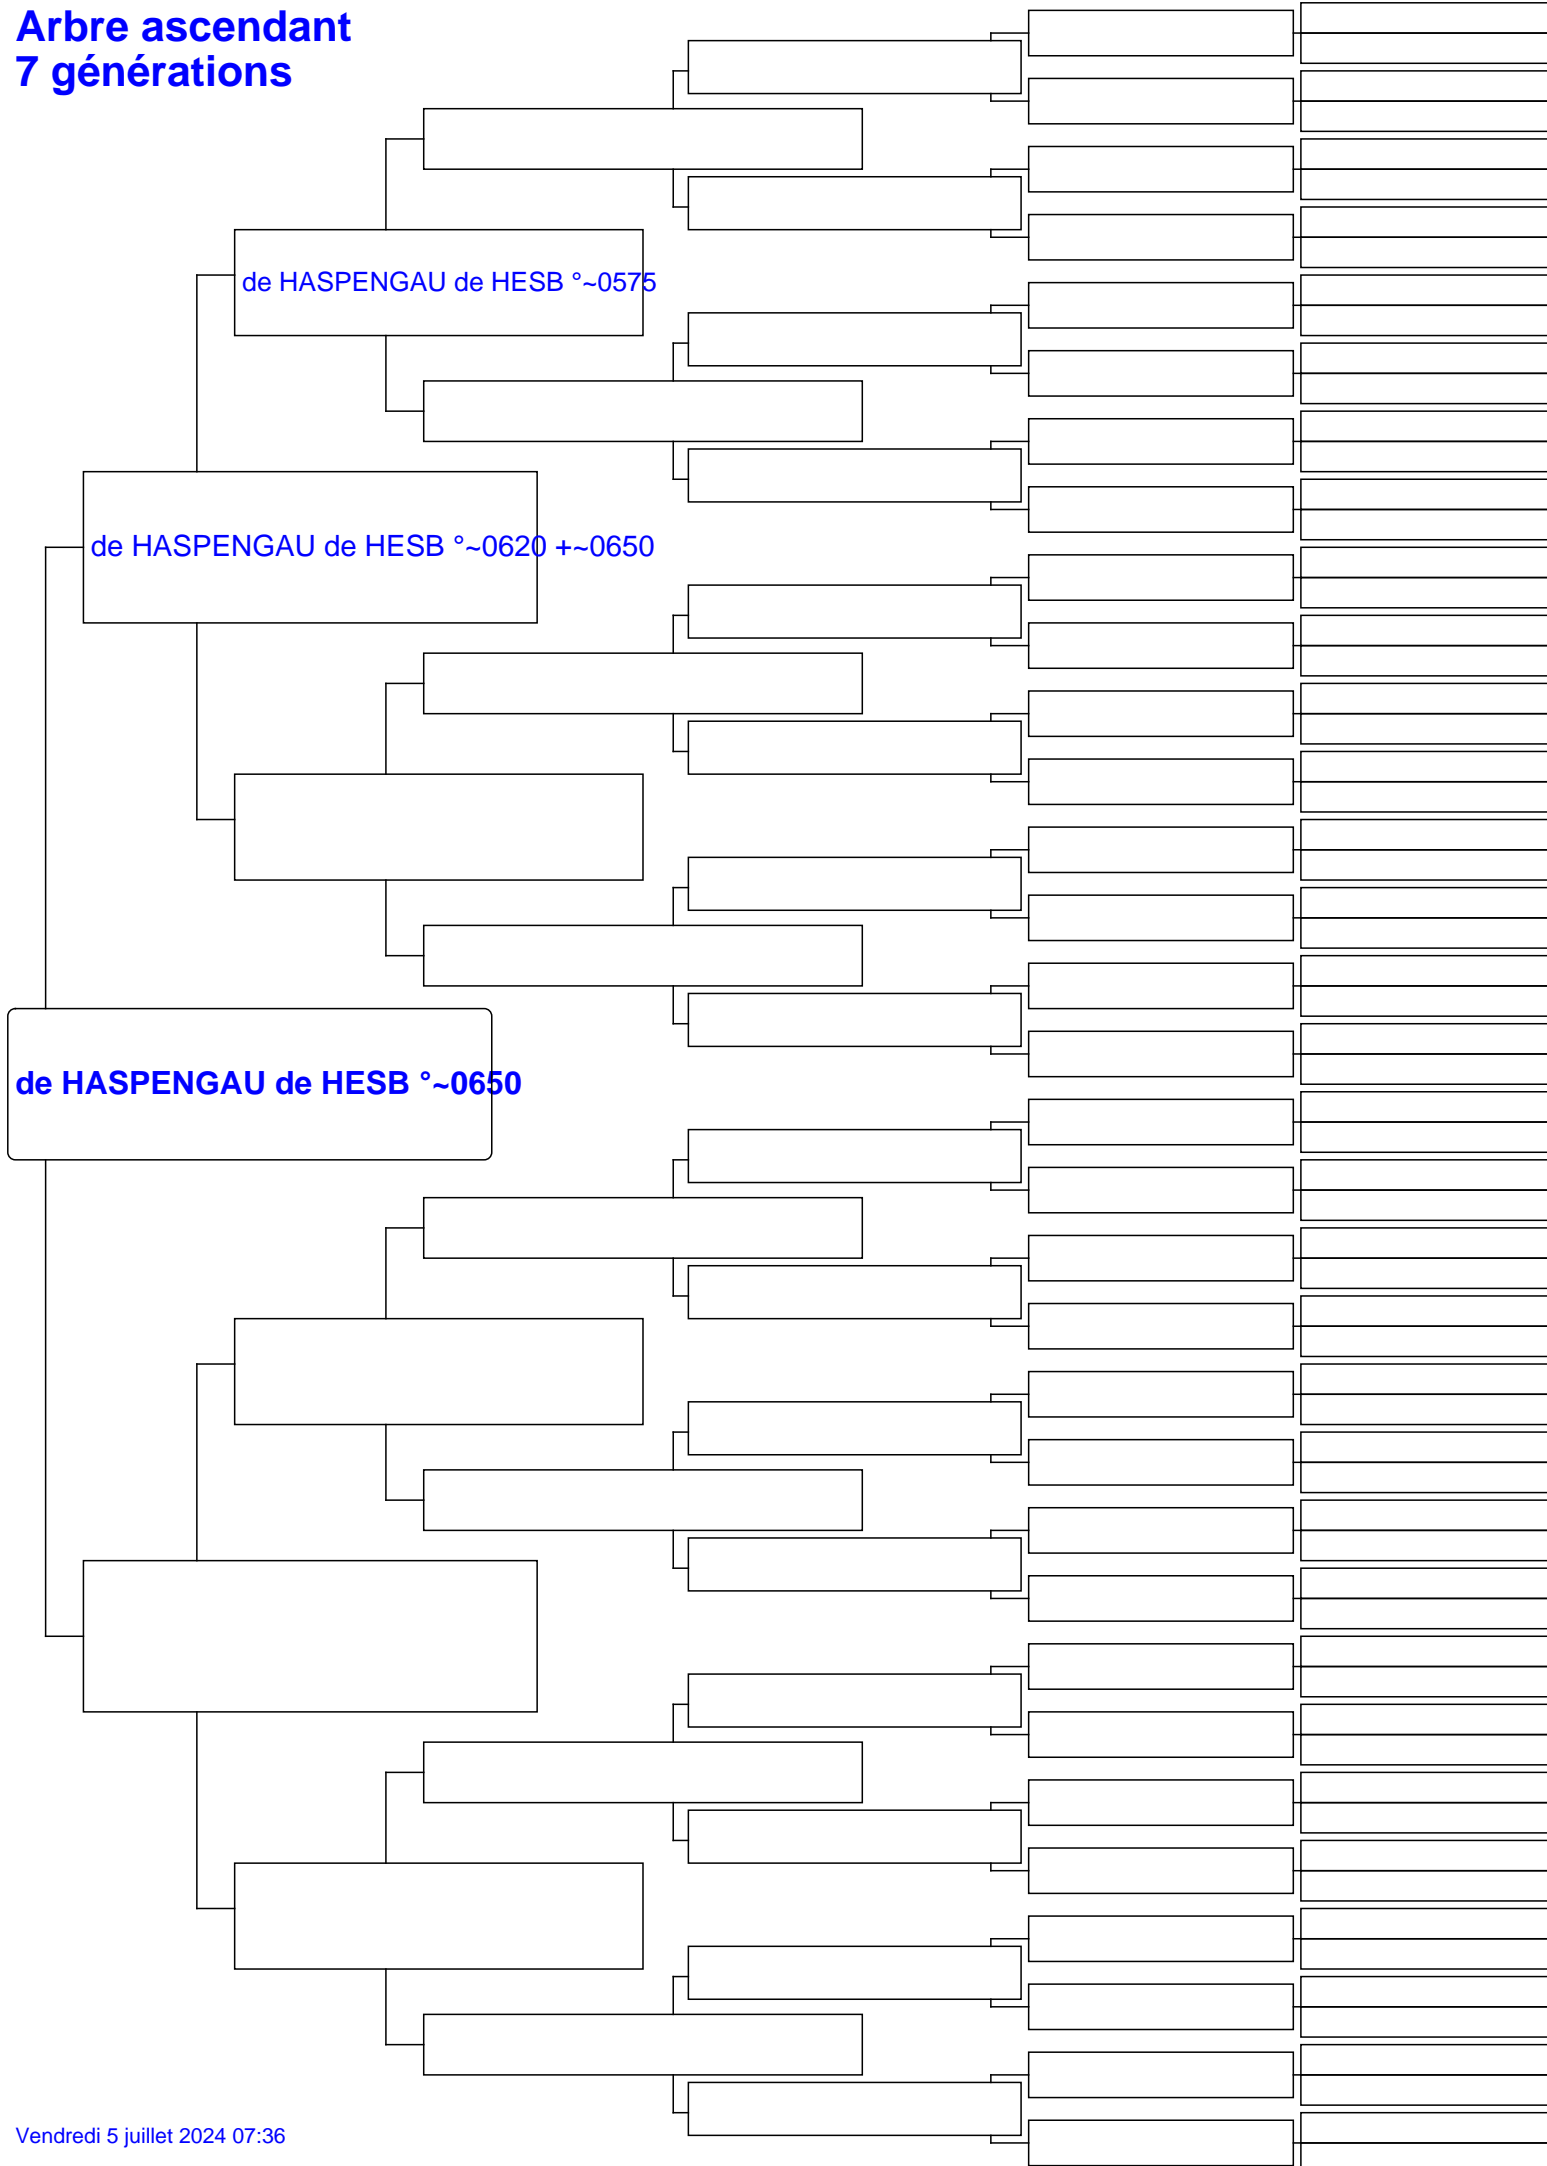 Arbre ascendant
7 générations
de HASPENGAU de HESB °~0575
de HASPENGAU de HESB °~0620 +~0650
de HASPENGAU de HESB °~0650
Vendredi 5 juillet 2024 07:36